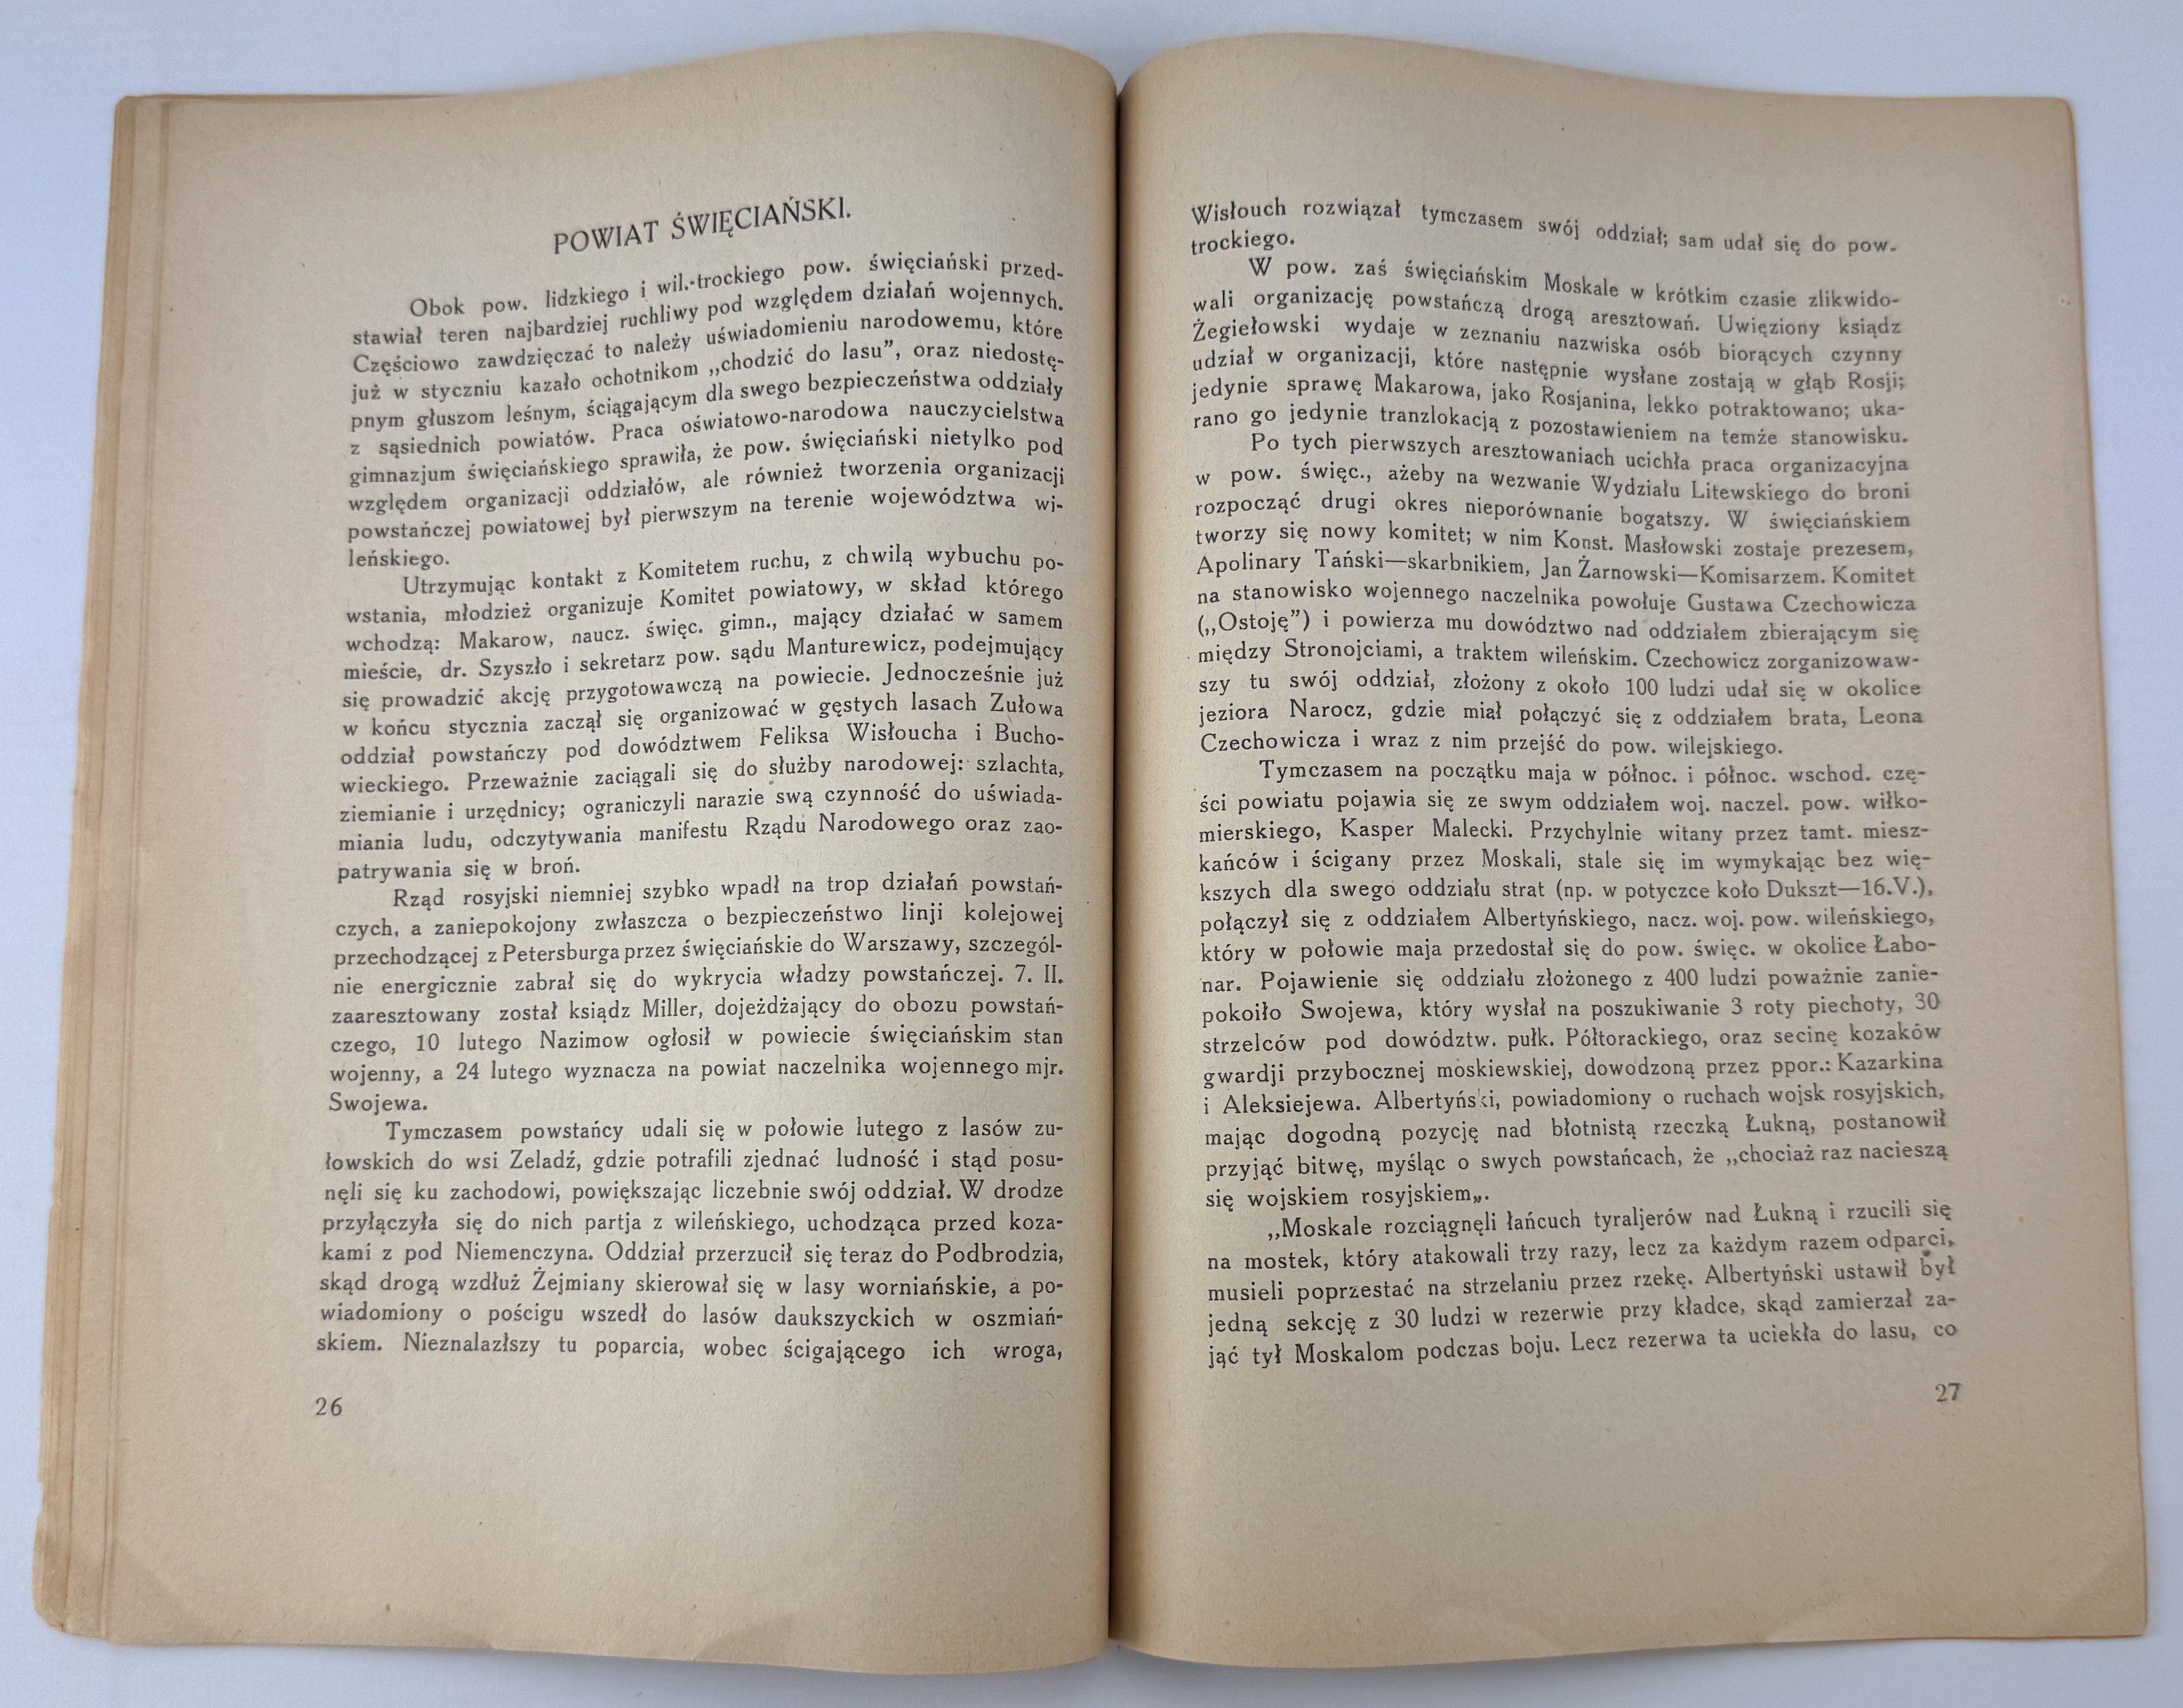 POWIAT ŚWIĘCIAŃSKI.
Obok pow. lidzkiego i wil.-trockiego pow. święciański przed-
stawiał teren najbardziej ruchliwy pod względem działań wojennych.
Częściowo zawdzięczać to należy uświadomieniu narodowemu, które
już w styczniu kazało ochotnikom „chodzić do lasu”, oraz niedostę-
pnym głuszom leśnym, ściągającym dla swego bezpieczeństwa oddziały
z sąsiednich powiatów. Praca oświatowo-narodowa nauczycielstwa
gimnazjum święciańskiego sprawiła, że pow. święciański nietylko pod
względem organizacji oddziałów, ale również tworzenia organizacji
powstańczej powiatowej był pierwszym na terenie województwa wi-
leńskiego.
Utrzymując kontakt z Komitetem ruchu, z chwilą wybuchu po-
wstania, młodzież organizuje Komitet powiatowy, w skład którego
wchodzą: Makarow, naucz. święc. gimn., mający działać w samem
mieście, dr. Szyszło i sekretarz pow. sądu Manturewicz, podejmujący
się prowadzić akcję przygotowawczą na powiecie. Jednocześnie już
w końcu stycznia zaczął się organizować w gęstych lasach Zułowa
oddział powstańczy pod dowództwem Feliksa Wisłoucha i Bucho-
wieckiego. Przeważnie zaciągali się do służby narodowej: szlachta,
ziemianie i urzędnicy; ograniczyli narazie swą czynność do uświada-
miania ludu, odczytywania manifestu Rządu Narodowego oraz zao-
patrywania się w broń.
Rząd rosyjski niemniej szybko wpadł na trop działań powstań-
czych, a zaniepokojony zwłaszcza o bezpieczeństwo linji kolejowej
przechodzącej z Petersburga przez święciańskie do Warszawy, szczegól-
nie energicznie zabrał się do wykrycia władzy powstańczej. 7. II.
zaaresztowany został ksiądz Miller, dojeżdżający do obozu powstań-
czego, 10 lutego Nazimow ogłosił w powiecie święciańskim stan
wojenny, a 24 lutego wyznacza na powiat naczelnika wojennego mjr.
Swojewa.
Tymczasem powstańcy udali się w połowie lutego z lasów zu-
łowskich do wsi Zeladź, gdzie potrafili zjednać ludność i stąd posu-
nęli się ku zachodowi, powiększając liczebnie swój oddział. W drodze
przyłączyła się do nich partja z wileńskiego, uchodząca przed koza-
kami z pod Niemenczyna. Oddział przerzucił się teraz do Podbrodzia,
skąd drogą wzdłuż Żejmiany skierował się w lasy worniańskie, a po-
wiadomiony o pościgu wszedł do lasów daukszyckich w oszmiań-
skiem. Nieznalazłszy tu poparcia, wobec ścigającego ich wroga,
26
Wisłouch rozwiązał tymczasem swój oddział; sam udał się do pow.
trockiego.
W pow. zaś święciańskim Moskale w krótkim czasie zlikwido-
wali organizację powstańczą drogą aresztowań. Uwięziony ksiądz
Żegiełowski wydaje w zeznaniu nazwiska osób biorących czynny
udział w organizacji, które następnie wysłane zostają w głąb Rosji;
jedynie sprawę Makarowa, jako Rosjanina, lekko potraktowano; uka-
rano go jedynie tranzlokacją z pozostawieniem na temże stanowisku.
Po tych pierwszych aresztowaniach ucichła praca organizacyjna
w pow. święc., ażeby na wezwanie Wydziału Litewskiego do broni
rozpocząć drugi okres nieporównanie bogatszy. W święciańskiem
tworzy się nowy komitet; w nim Konst. Masłowski zostaje prezesem,
Apolinary Tański—skarbnikiem, Jan Żarnowski—Komisarzem. Komitet
na stanowisko wojennego naczelnika powołuje Gustawa Czechowicza
(„Ostoję”) i powierza mu dowództwo nad oddziałem zbierającym się
między Stronojciami, a traktem wileńskim. Czechowicz zorganizowaw-
szy tu swój oddział, złożony z około 100 ludzi udał się w okolice
jeziora Narocz, gdzie miał połączyć się z oddziałem brata, Leona
Czechowicza i wraz z nim przejść do pow. wilejskiego.
Tymczasem na początku maja w północ. i północ. wschod. czę-
ści powiatu pojawia się ze swym oddziałem woj. naczel. pow. wiłko-
mierskiego, Kasper Malecki. Przychylnie witany przez tamt. miesz-
kańców i ścigany przez Moskali, stale się im wymykając bez wię-
kszych dla swego oddziału strat (np. w potyczce koło Dukszt—16.V.),
połączył się z oddziałem Albertyńskiego, nacz. woj. pow. wileńskiego,
który w połowie maja przedostał się do pow. święc. w okolice Łabo-
nar. Pojawienie się oddziału złożonego z 400 ludzi poważnie zanie-
pokoiło Swojewa, który wysłał na poszukiwanie 3 roty piechoty, 30
strzelców pod dowództw. pułk. Półtorackiego, oraz secinę kozaków
gwardji przybocznej moskiewskiej, dowodzoną przez ppor.: Kazarkina
i Aleksiejewa. Albertyński, powiadomiony o ruchach wojsk rosyjskich,
mając dogodną pozycję nad błotnistą rzeczką Łukną, postanowił
przyjąć bitwę, myśląc o swych powstańcach, że „chociaż raz nacieszą
się wojskiem rosyjskiem„.
„Moskale rozciągnęli łańcuch tyraljerów nad Łukną i rzucili się
na mostek, który atakowali trzy razy, lecz za każdym razem odparci,
musieli poprzestać na strzelaniu przez rzekę. Albertyński ustawił był
jedną sekcję z 30 ludzi w rezerwie przy kładce, skąd zamierzał za-
jąć tył Moskalom podczas boju. Lecz rezerwa ta uciekła do lasu, co
27